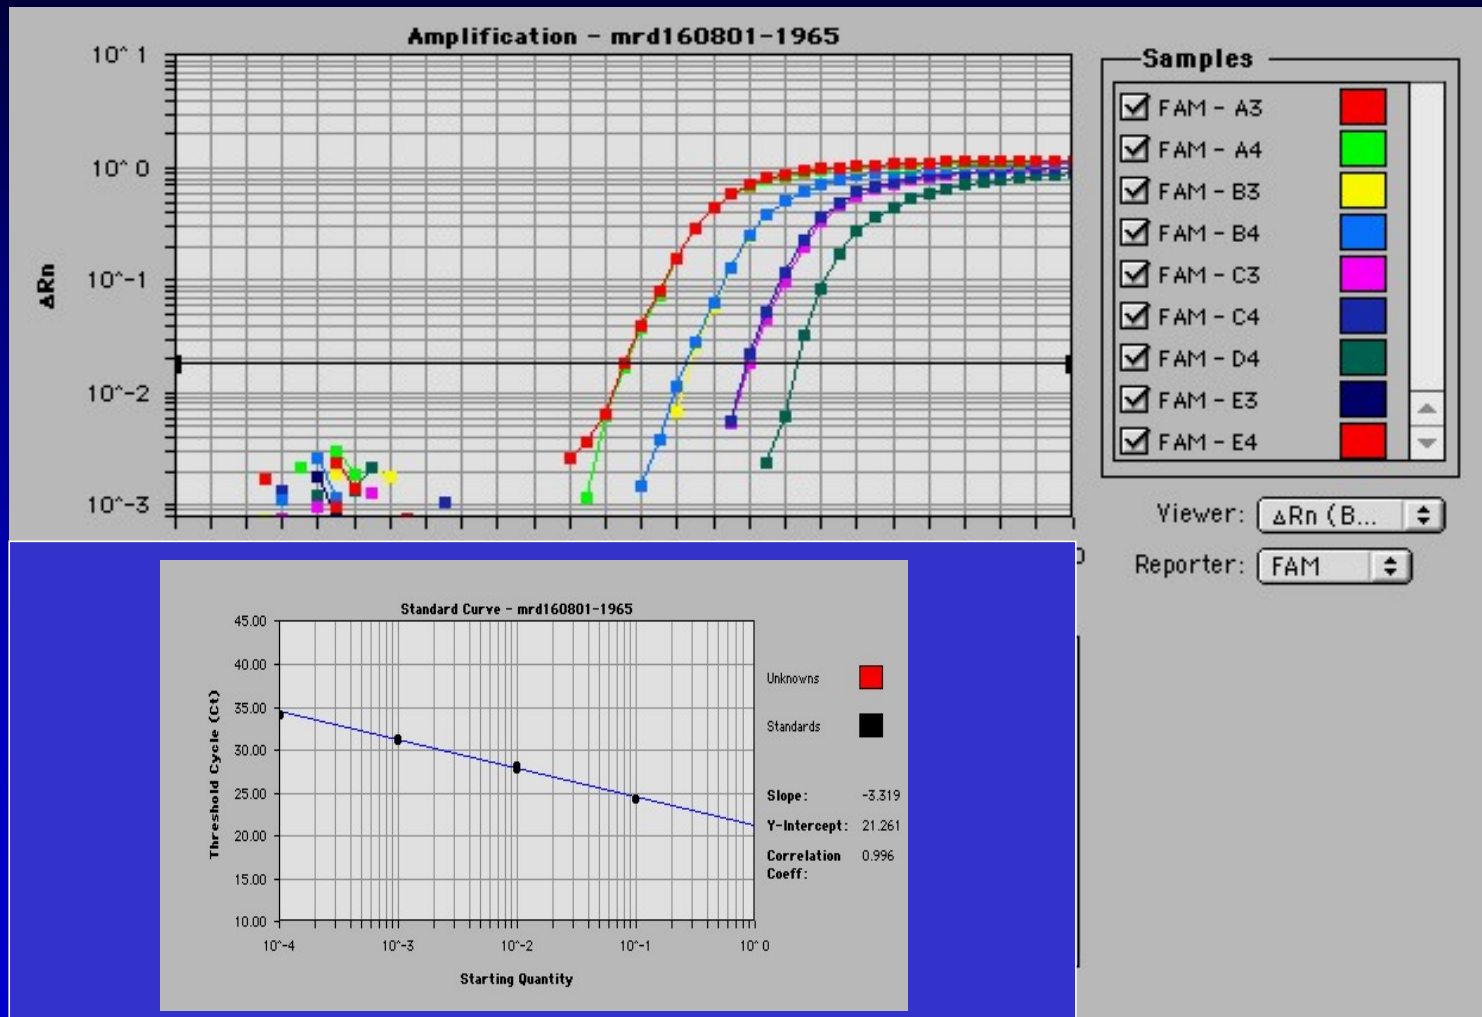 Amplification - mrd160801-1965
10^ 1
10^ 0
10^-1
10^-2
10^-3
ΔRn
Samples
FAM - A3
FAM - A4
FAM - B3
FAM - B4
FAM - C3
FAM - C4
FAM - D4
FAM - E3
FAM - E4
Viewer: ΔRn (B...
Reporter: FAM
Standard Curve - mrd160801-1965
45.00
40.00
35.00
30.00
25.00
20.00
15.00
10.00
Threshold Cycle (Ct)
10^-4 10^-3 10^-2 10^-1 10^ 0
Starting Quantity
Unknowns
Standards
Slope: -3.319
Y-Intercept: 21.261
Correlation 0.996
Coeff: